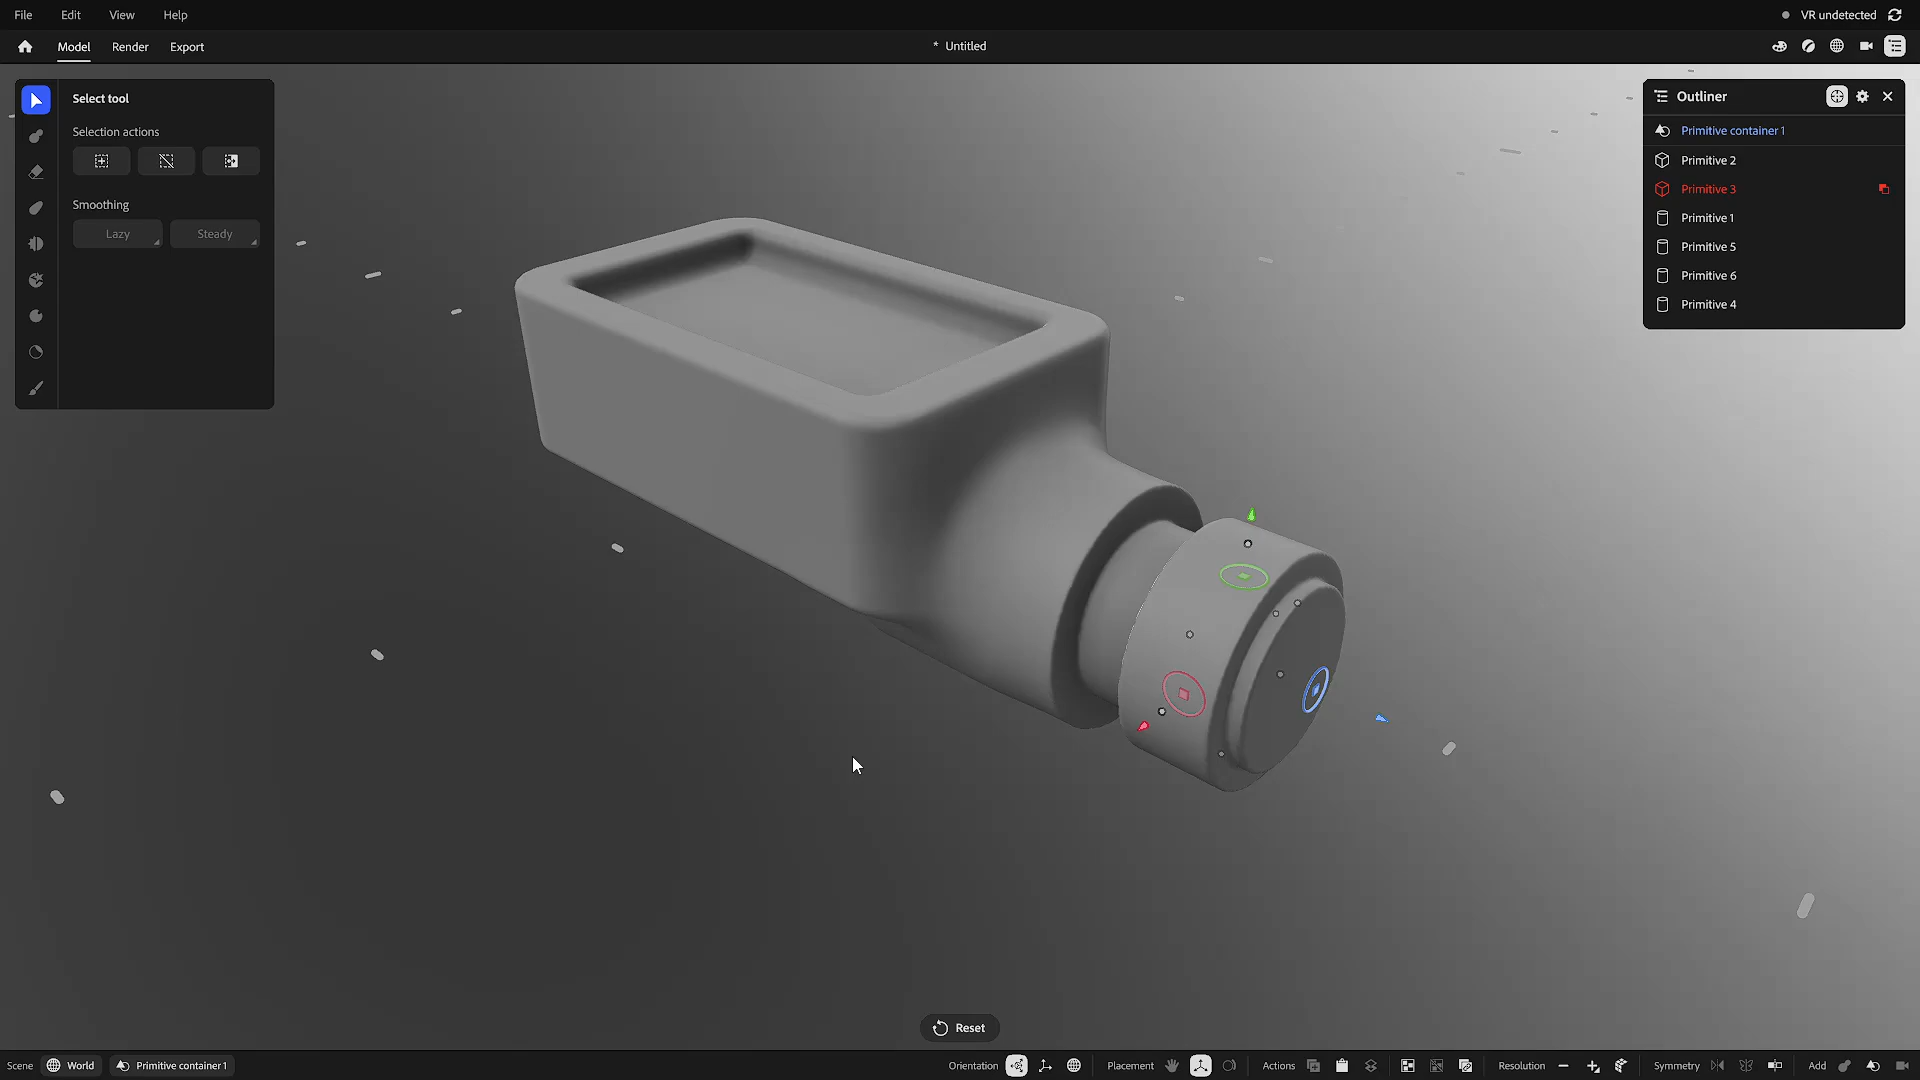 File Edit View Help
VR undetected
Model Render Export
* Untitled
Select tool
Selection actions
Smoothing
Lazy Steady
Outliner
Primitive container 1
Primitive 2
Primitive 3
Primitive 1
Primitive 5
Primitive 6
Primitive 4
Reset
Scene World Primitive container 1 Orientation Placement Actions Resolution Symmetry Add